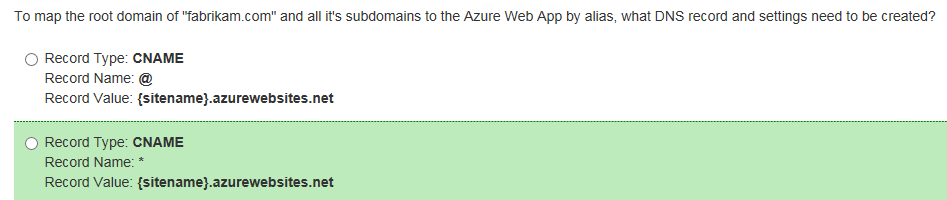 To map the root domain of "fabrikam.com" and all it's subdomains to the Azure Web App by alias, what DNS record and settings need to be created?
Record Type: CNAME
Record Name: @
Record Value: {sitename}.azurewebsites.net
Record Type: CNAME
Record Name: *
Record Value: {sitename}.azurewebsites.net